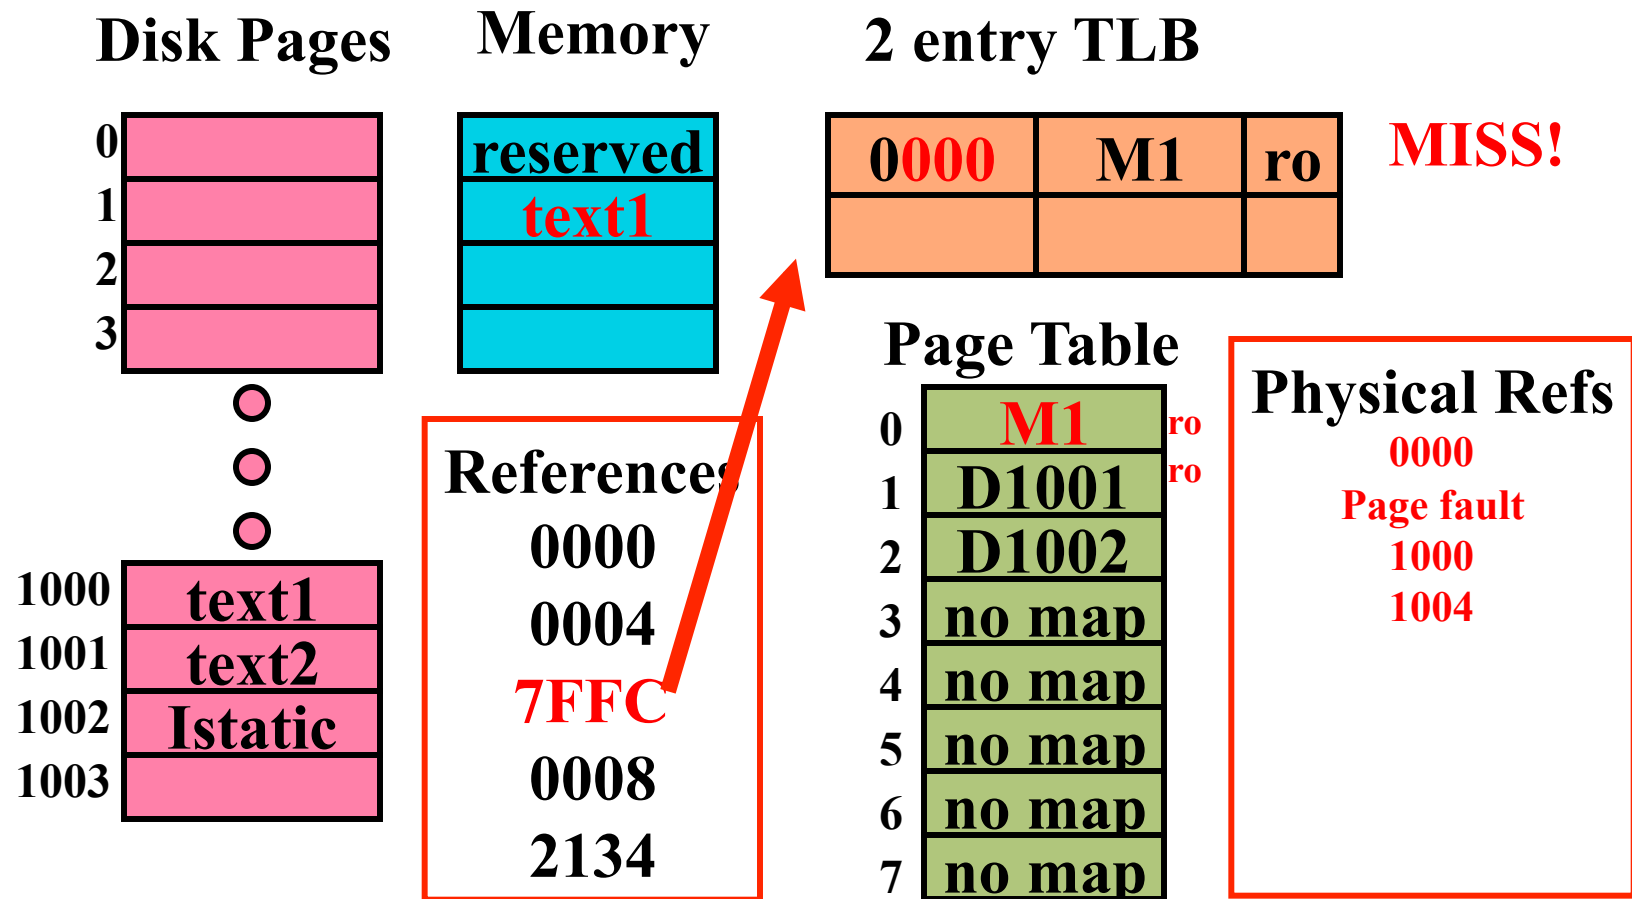 Disk Pages
Memory
2 entry TLB
0
1
2
3
reserved
text1
0000 M1 ro
MISS!
1000 text1
1001 text2
1002 Istatic
1003
References
0000
0004
7FFC
0008
2134
Page Table
0 M1 ro
1 D1001 ro
2 D1002
3 no map
4 no map
5 no map
6 no map
7 no map
Physical Refs
0000
Page fault
1000
1004